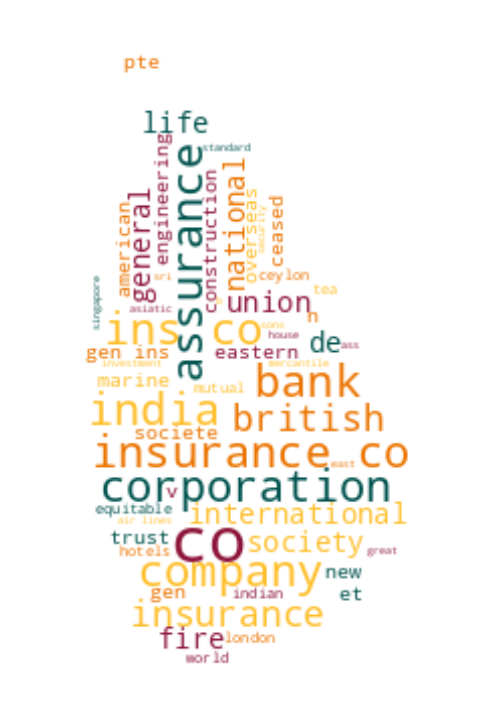 pte
life
standard
assurance
engineering
national
construction
general
american
overseas
security
ceased
sri
ceylon
tea
singapore
asiatic
union
n
ins co
sons
house
de
ass
gen ins
eastern
investment
mercantile
marine
mutual
bank
india
british
societe
insurance co
east
corporation
v
equitable
international
air lines
trust
co
society
hotels
great
company
new
gen
indian
et
insurance
fire
london
world